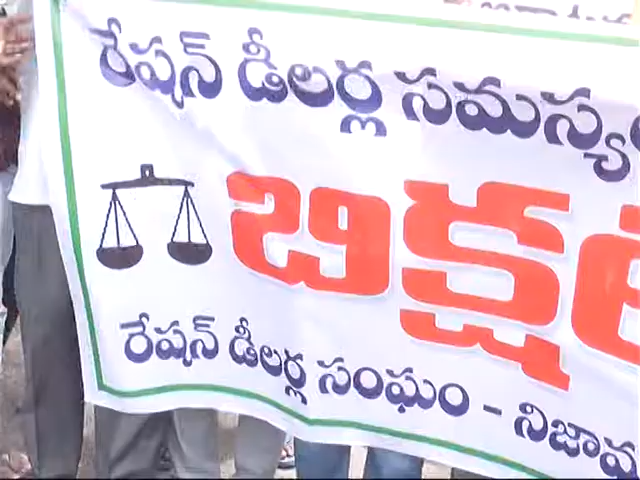 రేషన్ డీలర్ల సమస్య
బిక్ష
రేషన్ డీలర్ల సంఘం - నిజామ